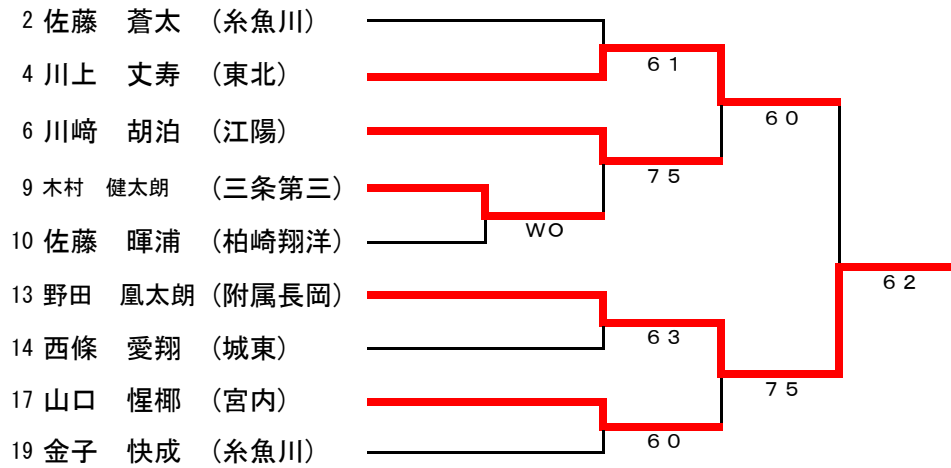 2 佐藤　蒼太 （糸魚川）
６１
4 川上　丈寿 （東北）
６０
6 川﨑　胡泊 （江陽）
７５
9 木村　健太朗 （三条第三）
ＷＯ
10 佐藤　暉浦 （柏崎翔洋）
６２
13 野田　凰太朗 （附属長岡）
６３
14 西條　愛翔 （城東）
７５
17 山口　惺梛 （宮内）
６０
19 金子　快成 （糸魚川）